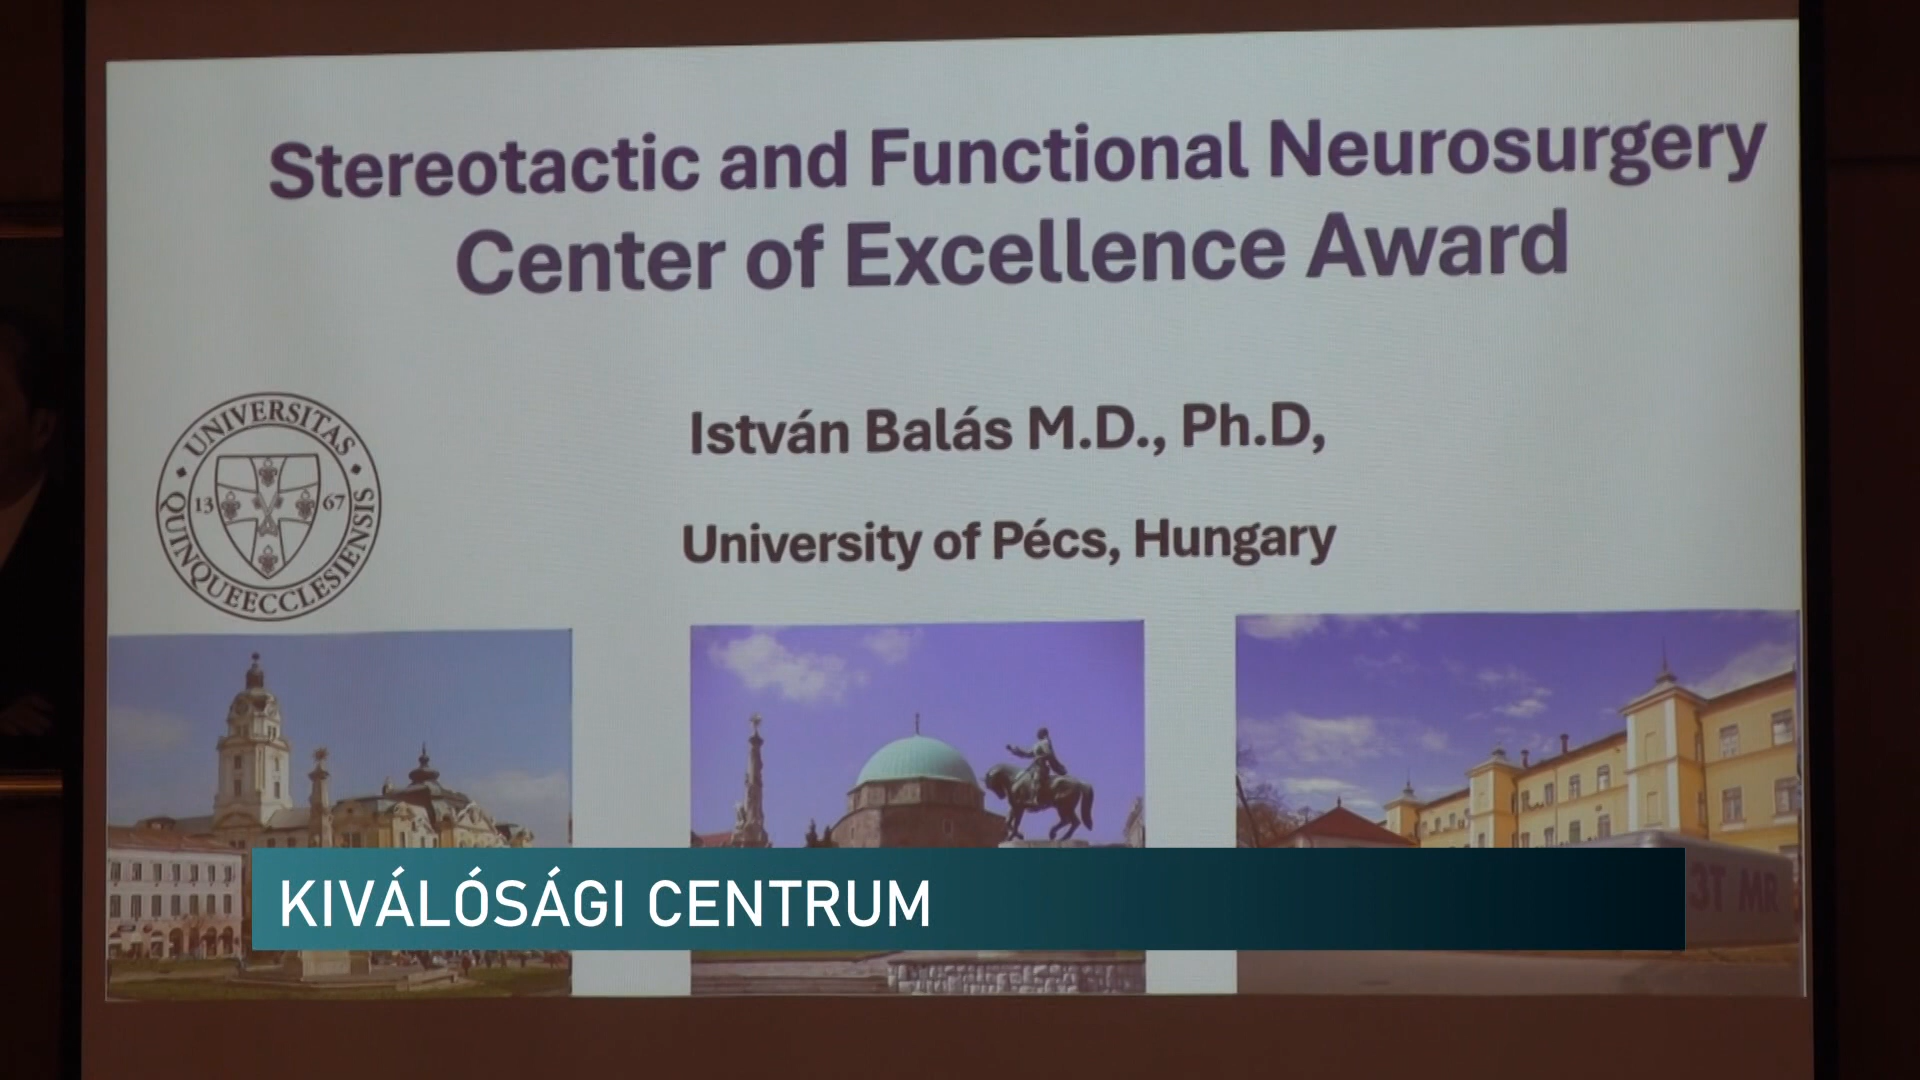 Stereotactic and Functional Neurosurgery
Center of Excellence Award
István Balás M.D., Ph.D,
UNIVERSITAS QUINQUEECCLESIENSIS
13 67
University of Pécs, Hungary
3T MR
KIVÁLÓSÁGI CENTRUM